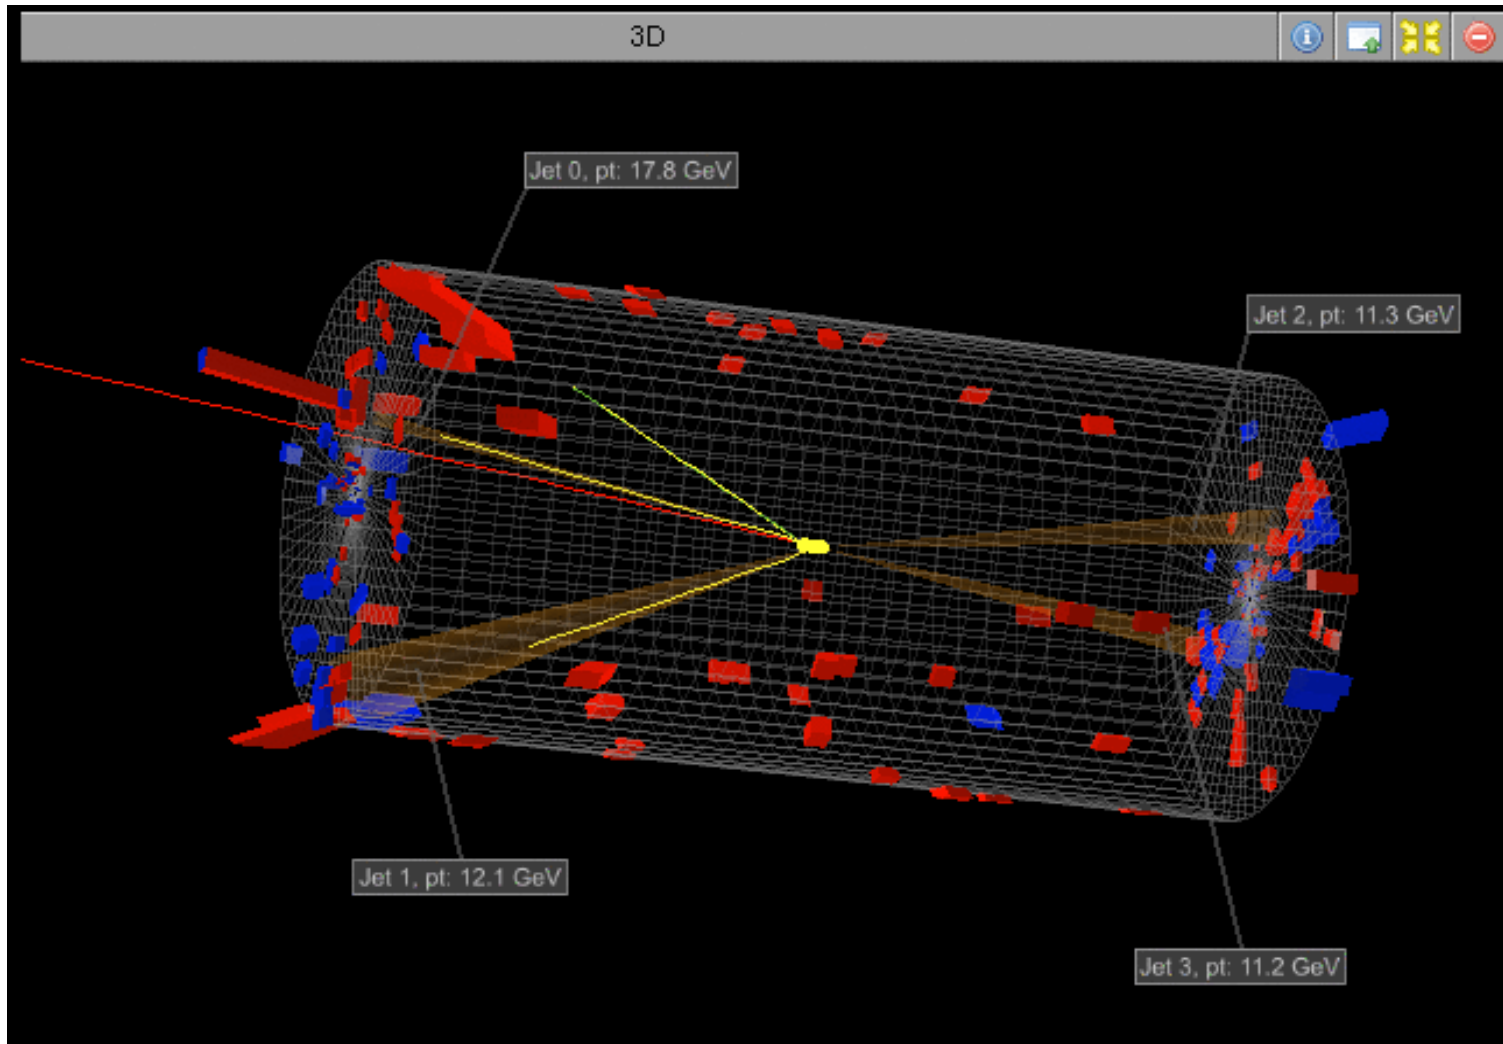 3D
Jet 0, pt: 17.8 GeV
Jet 2, pt: 11.3 GeV
Jet 1, pt: 12.1 GeV
Jet 3, pt: 11.2 GeV